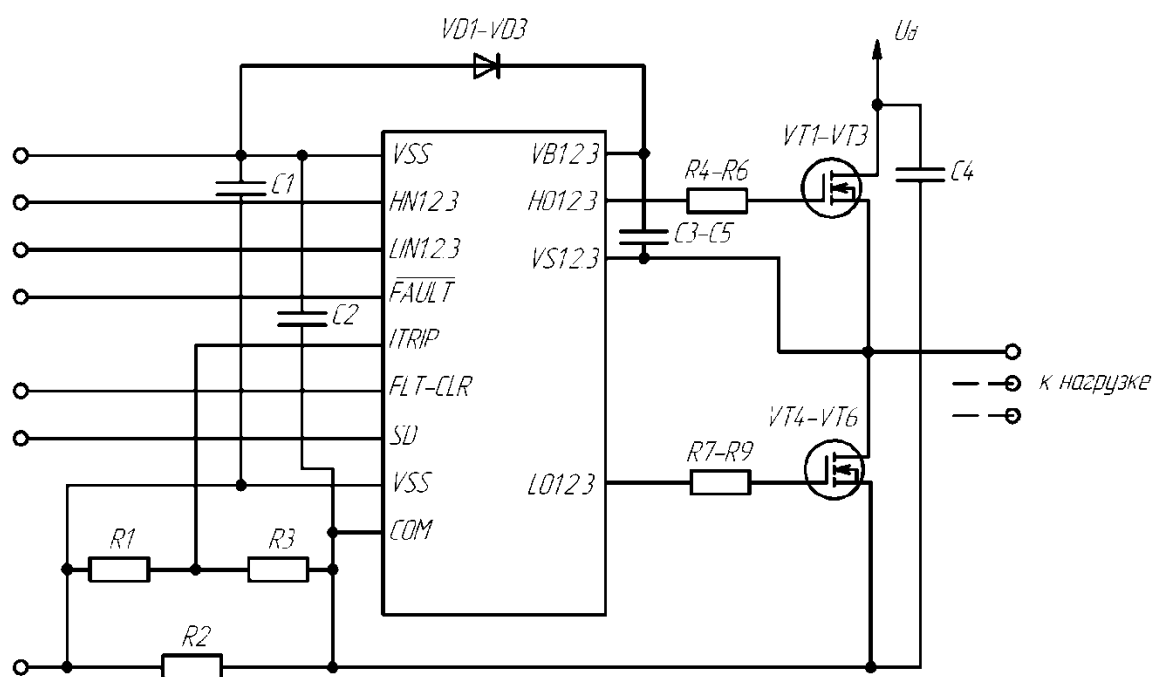 VD1-VD3
Ud
VSS
VB123
VT1-VT3
C1
R4-R6
C4
HN123
HO123
C3-C5
LIN123
VS123
FAULT
C2
ITRIP
FLT-CLR
к нагрузке
VT4-VT6
SD
R7-R9
VSS
LO123
R1
R3
COM
R2